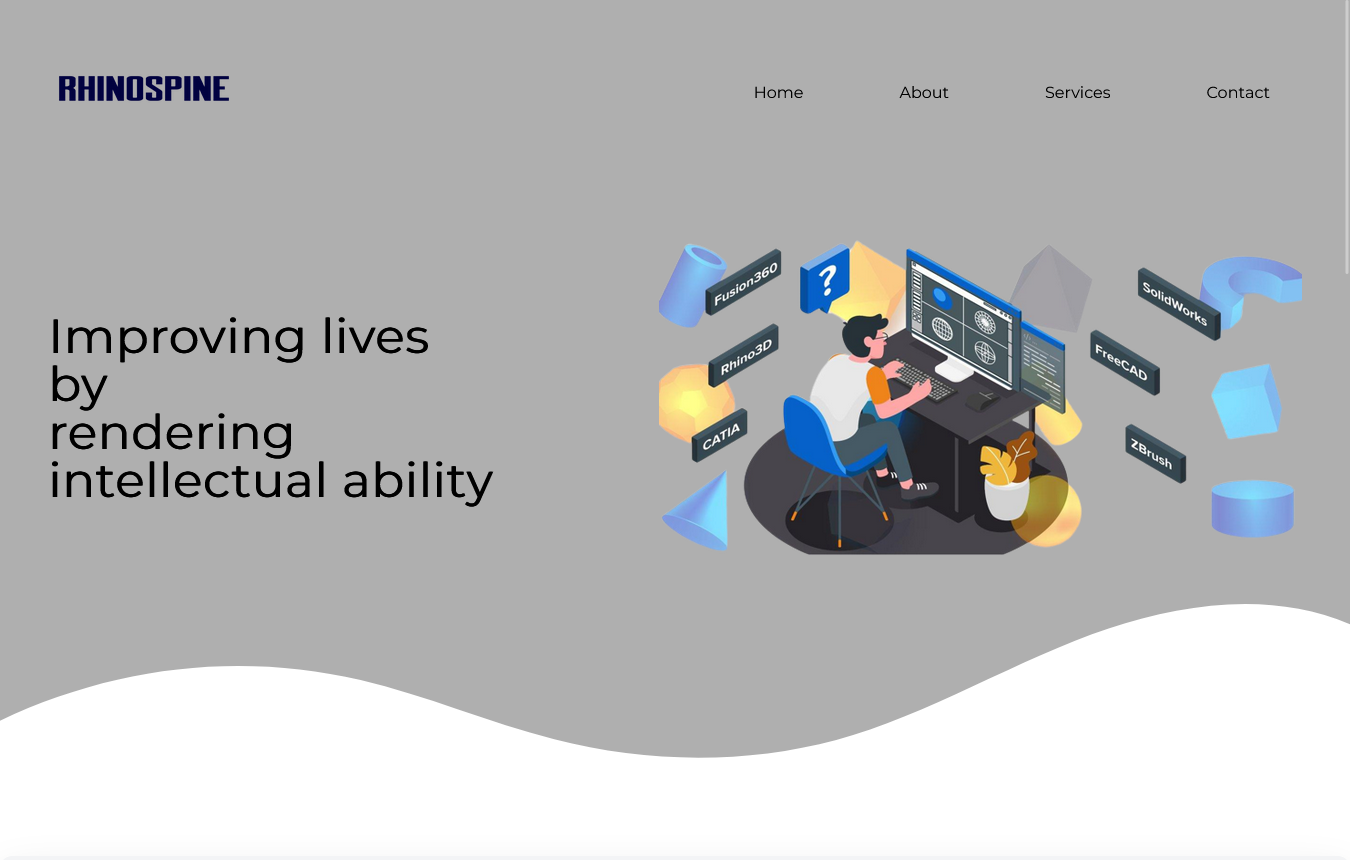 RHINOSPINE
Home
About
Services
Contact
Improving lives
by
rendering
intellectual ability
Fusion360
?
SolidWorks
Rhino3D
FreeCAD
CATIA
ZBrush